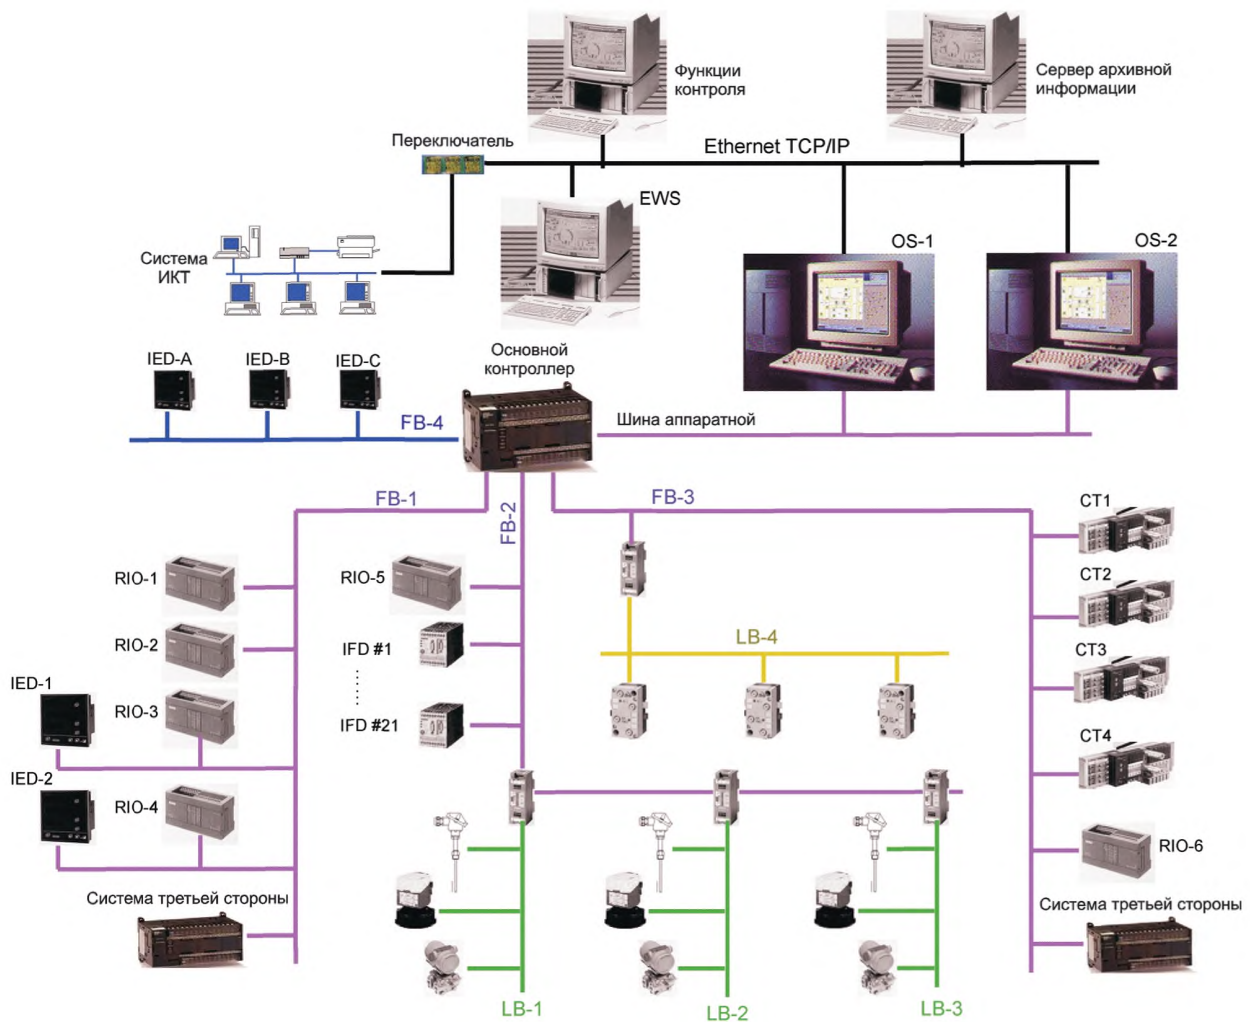 Функции
контроля
Сервер архивной
информации
Переключатель
Ethernet TCP/IP
EWS
OS-1
OS-2
Система
ИКТ
IED-A
IED-B
IED-C
Основной
контроллер
FB-4
Шина аппаратной
FB-1
FB-2
FB-3
CT1
RIO-1
RIO-5
CT2
RIO-2
IFD #1
LB-4
CT3
IED-1
RIO-3
IFD #21
CT4
IED-2
RIO-4
RIO-6
Система третьей стороны
Система третьей стороны
LB-1
LB-2
LB-3